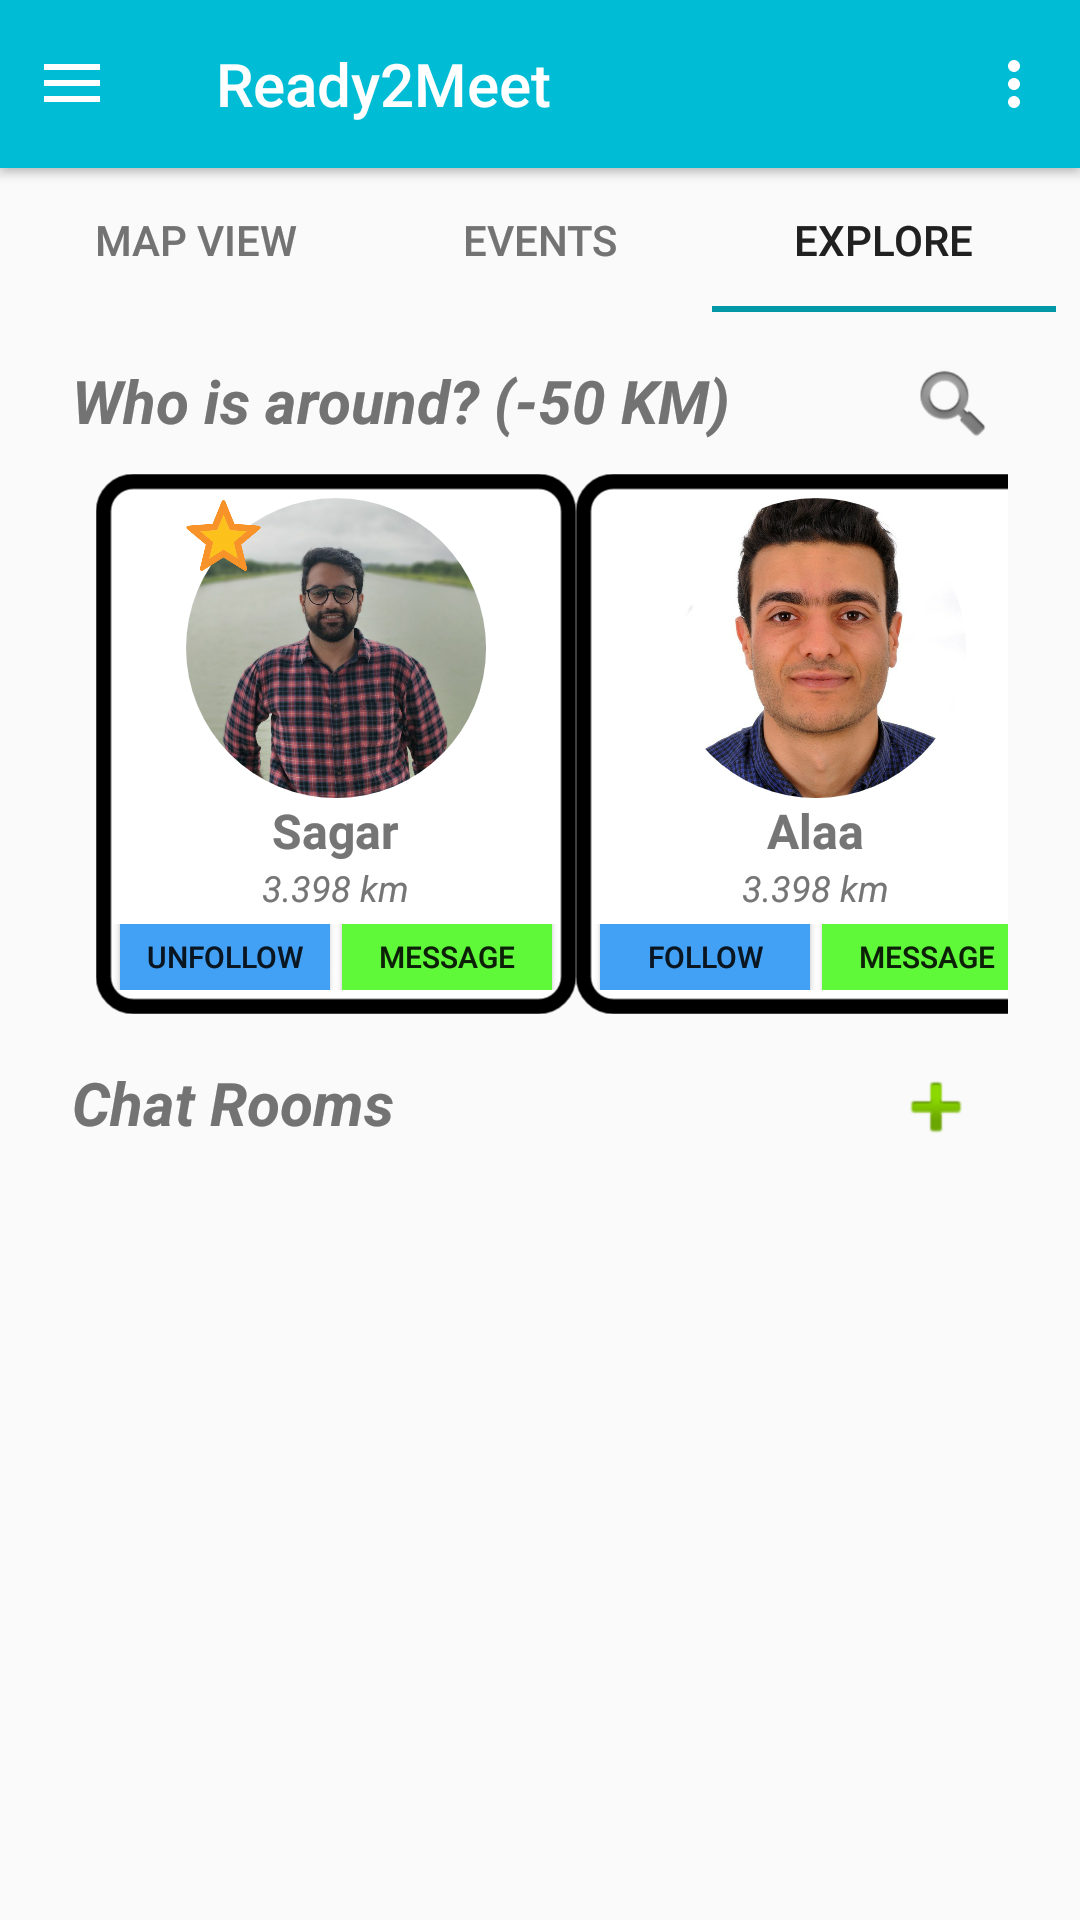 Ready2Meet
MAP VIEW EVENTS EXPLORE
Who is around? (-50 KM)
Sagar Alaa
3.398 km 3.398 km
UNFOLLOW MESSAGE FOLLOW MESSAGE
Chat Rooms